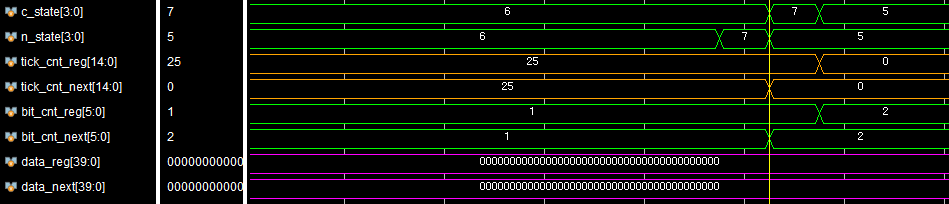 c_state[3:0] 7 6 7 5
n_state[3:0] 5 6 7 5
tick_cnt_reg[14:0] 25 25 0
tick_cnt_next[14:0] 0 25 0
bit_cnt_reg[5:0] 1 1 2
bit_cnt_next[5:0] 2 1 2
data_reg[39:0] 00000000000 0000000000000000000000000000000000000000
data_next[39:0] 00000000000 0000000000000000000000000000000000000000